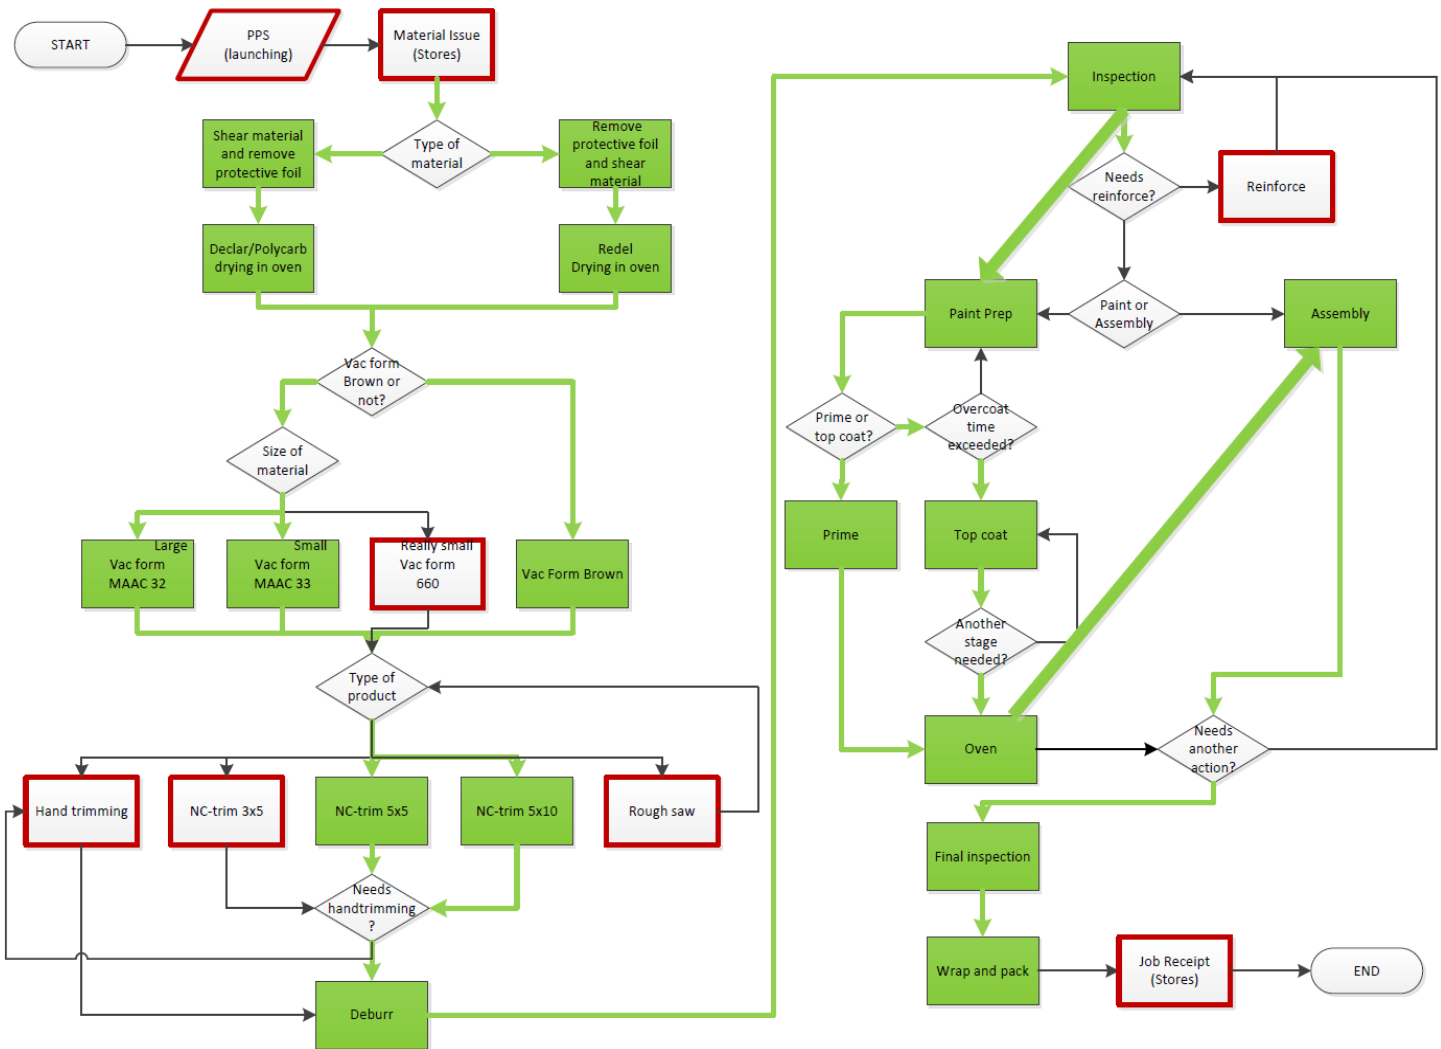 START
PPS
(launching)
Material Issue
(Stores)
Shear material
and remove
protective foil
Type of
material
Remove
protective foil
and shear
material
Declar/Polycarb
drying in oven
Redel
Drying in oven
Vac form
Brown or
not?
Size of
material
Large
Vac form
MAAC 32
Small
Vac form
MAAC 33
Really small
Vac form
660
Vac Form Brown
Type of
product
Hand trimming
NC-trim 3x5
NC-trim 5x5
NC-trim 5x10
Rough saw
Needs
handtrimming
?
Deburr
Inspection
Needs
reinforce?
Reinforce
Paint Prep
Paint or
Assembly
Assembly
Prime or
top coat?
Overcoat
time
exceeded?
Prime
Top coat
Another
stage
needed?
Oven
Needs
another
action?
Final inspection
Wrap and pack
Job Receipt
(Stores)
END